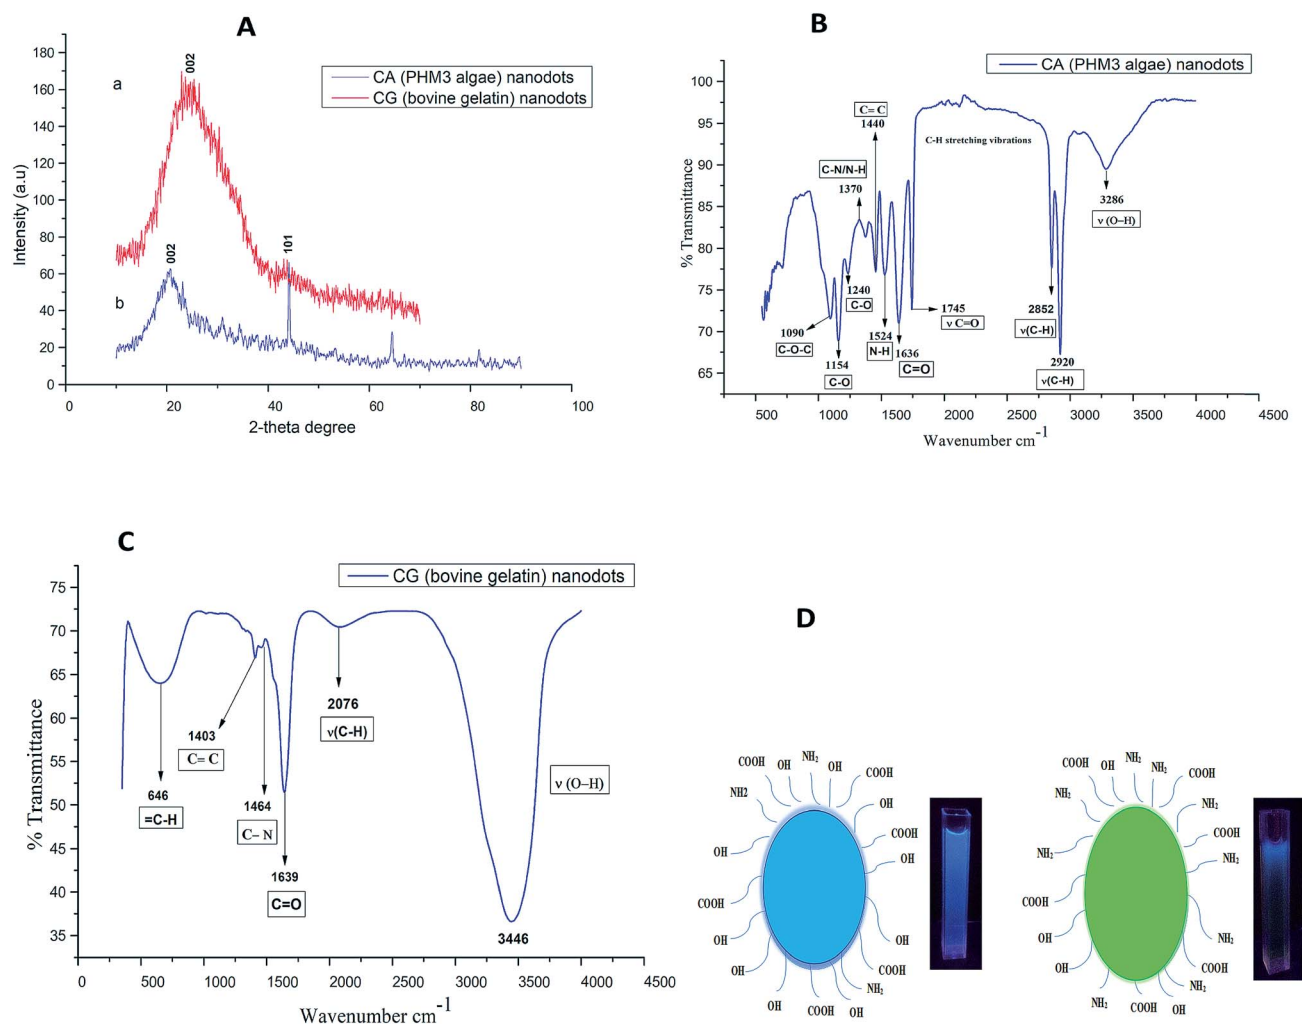 A
a
b
002
002
101
CA (PHM3 algae) nanodots
CG (bovine gelatin) nanodots
Intensity (a.u)
180
160
140
120
100
80
60
40
20
0
0 20 40 60 80 100
2-theta degree
B
CA (PHM3 algae) nanodots
% Transmittance
100
95
90
85
80
75
70
65
C=C
1440
C-N/N-H
1370
C-H stretching vibrations
3286
ν (O–H)
1240
C-O
1090
C-O-C
1154
C-O
1524
N-H
1636
C=O
1745
ν C=O
2852
ν(C-H)
2920
ν(C-H)
500 1000 1500 2000 2500 3000 3500 4000 4500
Wavenumber cm-1
C
CG (bovine gelatin) nanodots
% Transmittance
75
70
65
60
55
50
45
40
35
646
=C-H
1403
C= C
1464
C– N
1639
C=O
2076
ν(C-H)
ν (O–H)
3446
0 500 1000 1500 2000 2500 3000 3500 4000 4500
Wavenumber cm-1
D
COOH
OH
NH2
OH
COOH
NH2
OH
OH
COOH
OH
COOH
OH
OH
OH
COOH
NH2
OH
COOH
COOH
OH
NH2
NH2
COOH
NH2
NH2
COOH
NH2
NH2
COOH
OH
NH2
OH
COOH
NH2
NH2
COOH
OH